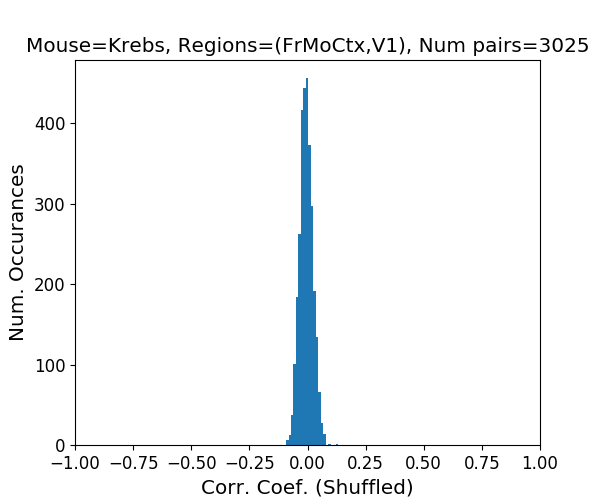 Mouse=Krebs, Regions=(FrMoCtx,V1), Num pairs=3025
Num. Occurances
400
300
200
100
0
−1.00 −0.75 −0.50 −0.25 0.00 0.25 0.50 0.75 1.00
Corr. Coef. (Shuffled)